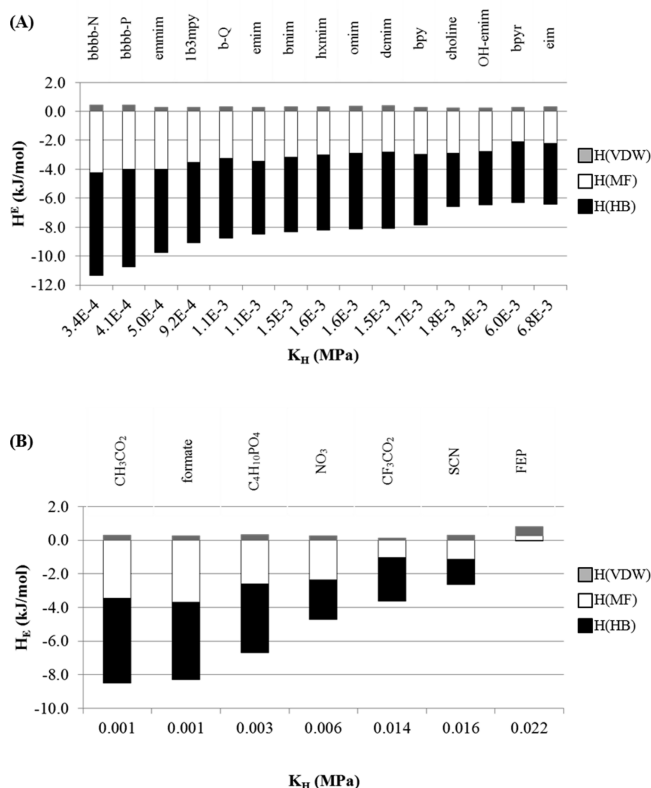 (A)
bbbb-N bbbb-P emmim 1b3mpy b-Q emim bmim hxmim omim dcmim bpy choline OH-emim bpyr eim
2.0
0.0
-2.0
-4.0
-6.0
-8.0
-10.0
-12.0
Hᴱ (kJ/mol)
H(VDW)
H(MF)
H(HB)
3.4E-4 4.1E-4 5.0E-4 9.2E-4 1.1E-3 1.1E-3 1.5E-3 1.6E-3 1.6E-3 1.5E-3 1.7E-3 1.8E-3 3.4E-3 6.0E-3 6.8E-3
K_H (MPa)
(B)
CH₃CO₂ formate C₄H₁₀PO₄ NO₃ CF₃CO₂ SCN FEP
2.0
0.0
-2.0
-4.0
-6.0
-8.0
-10.0
H_E (kJ/mol)
H(VDW)
H(MF)
H(HB)
0.001 0.001 0.003 0.006 0.014 0.016 0.022
K_H (MPa)